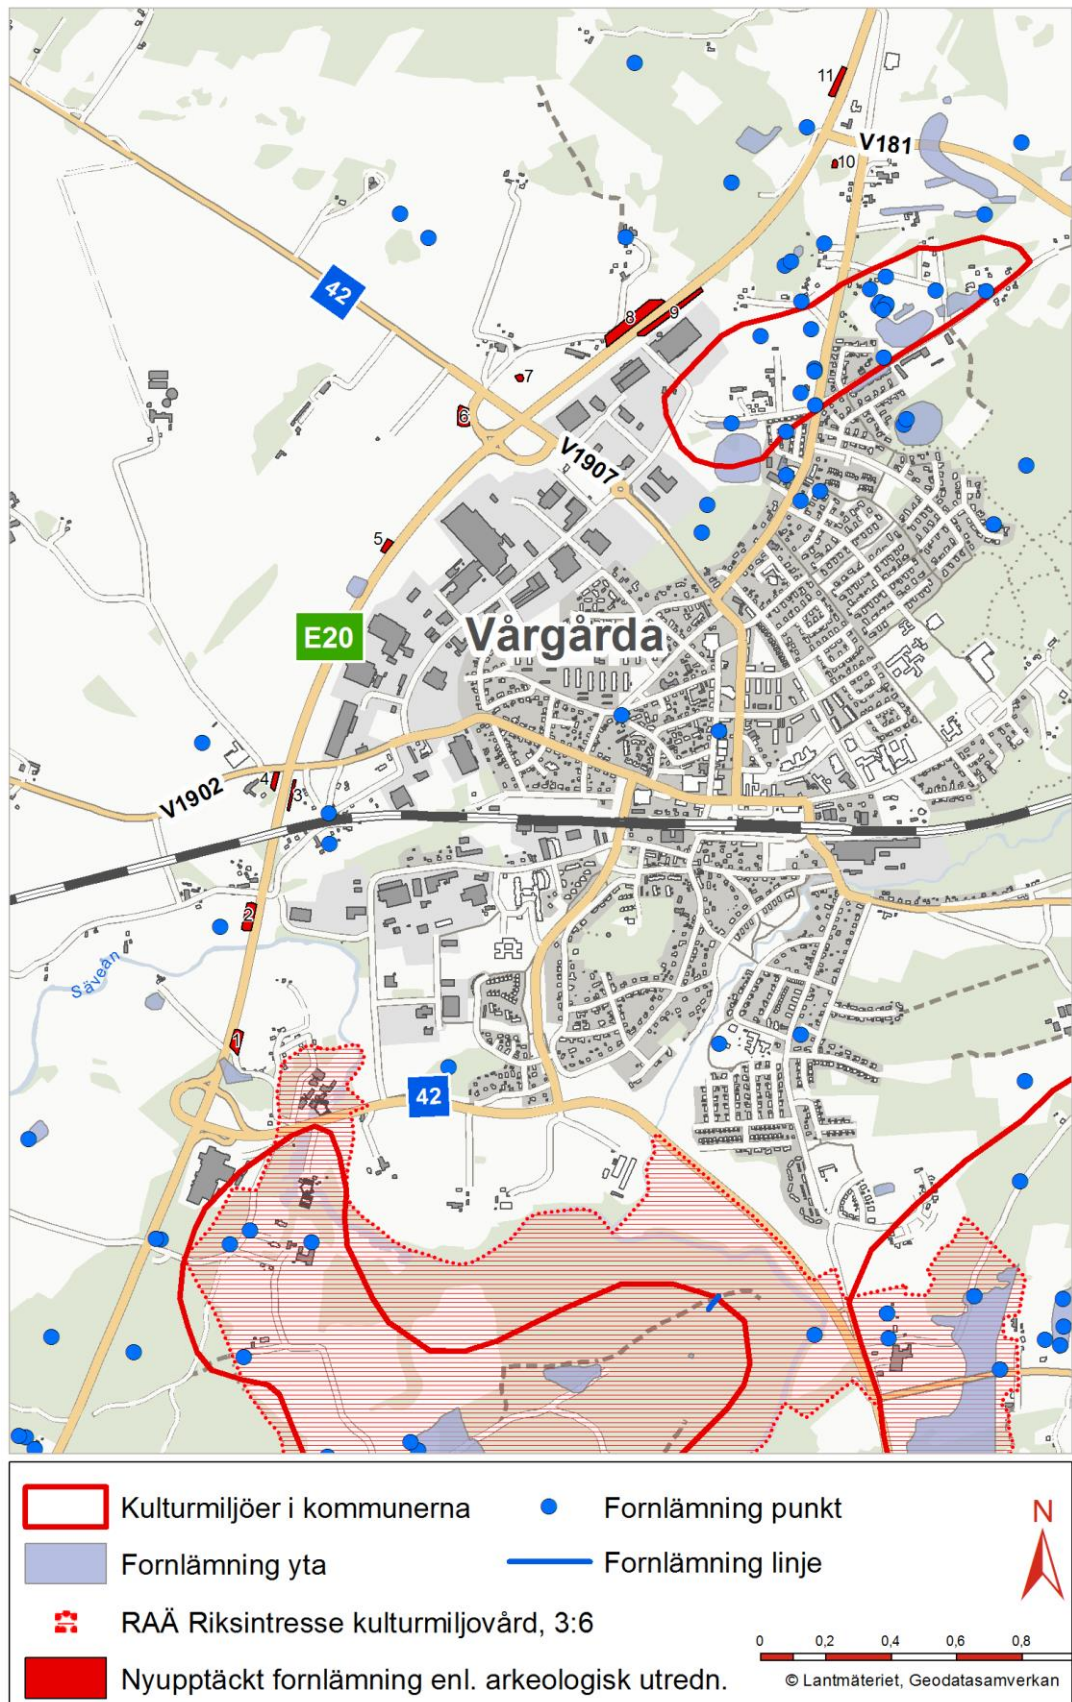 11
V181
10
42
8
9
7
6
V1907
5
E20
Vårgårda
4
3
V1902
2
Säveån
1
42
Kulturmiljöer i kommunerna
Fornlämning punkt
Fornlämning yta
Fornlämning linje
N
RAÄ Riksintresse kulturmiljovård, 3:6
0 0,2 0,4 0,6 0,8
Nyupptäckt fornlämning enl. arkeologisk utredn.
© Lantmäteriet, Geodatasamverkan